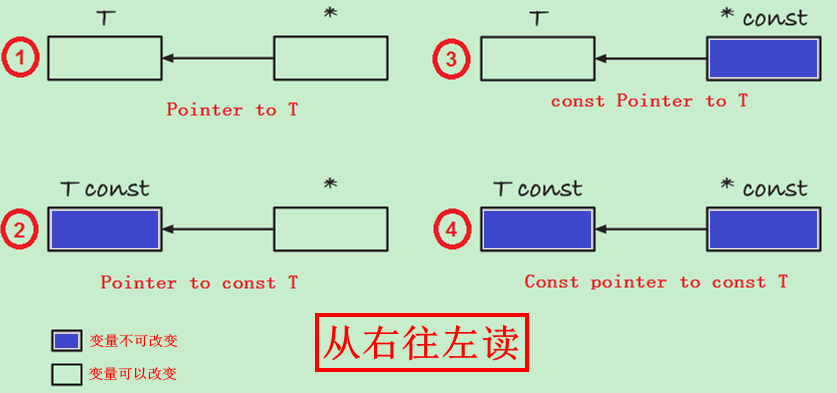 T *
①
Pointer to T
T * const
③
const Pointer to T
T const *
②
Pointer to const T
T const * const
④
Const pointer to const T
从右往左读
变量不可改变
变量可以改变